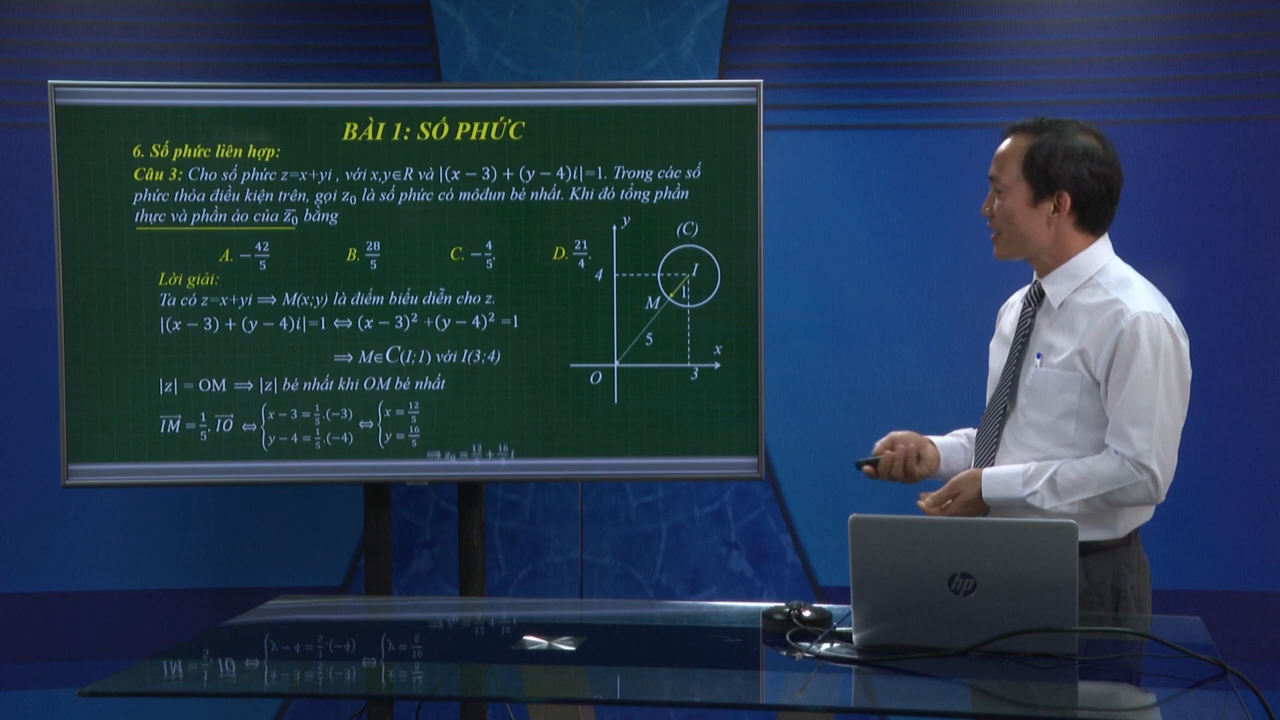 BÀI 1: SỐ PHỨC
6. Số phức liên hợp:
Câu 3: Cho số phức z=x+yi , với x,y∈R và |(x − 3) + (y − 4)i|=1. Trong các số
phức thỏa điều kiện trên, gọi z₀ là số phức có môđun bé nhất. Khi đó tổng phần
thực và phần ảo của z̅₀ bằng
A. −42/5 B. 28/5 C. −4/5. D. 21/4.
Lời giải:
Ta có z=x+yi ⟹ M(x;y) là điểm biểu diễn cho z.
|(x − 3) + (y − 4)i|=1 ⟺ (x − 3)² +(y − 4)² =1
⟹ M∈C(I;1) với I(3;4)
|z| = OM ⟹ |z| bé nhất khi OM bé nhất
IM⃗ = 1/5. IO⃗ ⟺ { x − 3 = 1/5.(−3) ⟺ { x = 12/5
y − 4 = 1/5.(−4) y = 16/5
⟹ z₀ = 12/5 + 16/5 i
y
(C)
4
I
M
1
5
x
O
3
hp